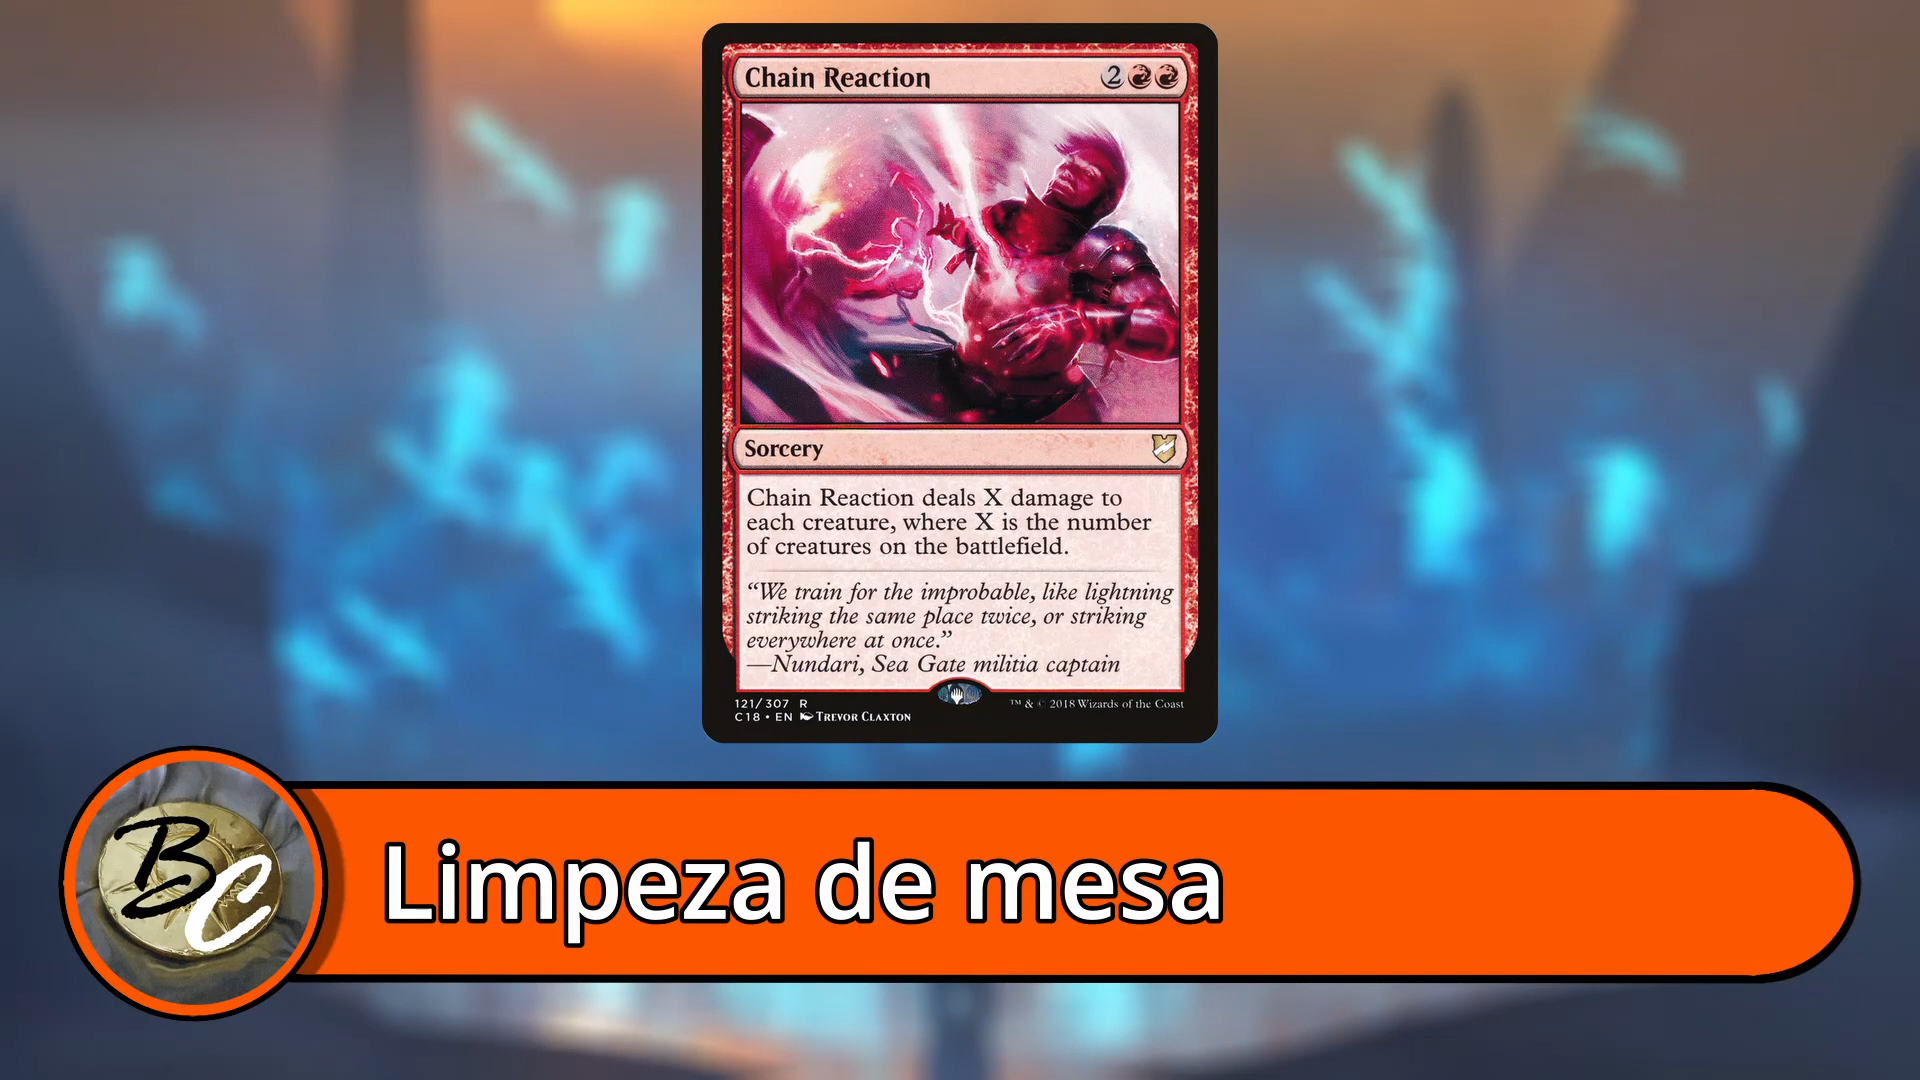 Chain Reaction 2
Sorcery
Chain Reaction deals X damage to
each creature, where X is the number
of creatures on the battlefield.
“We train for the improbable, like lightning
striking the same place twice, or striking
everywhere at once.”
—Nundari, Sea Gate militia captain
121/307 R
C18 • EN Trevor Claxton
™ & © 2018 Wizards of the Coast
BC
Limpeza de mesa